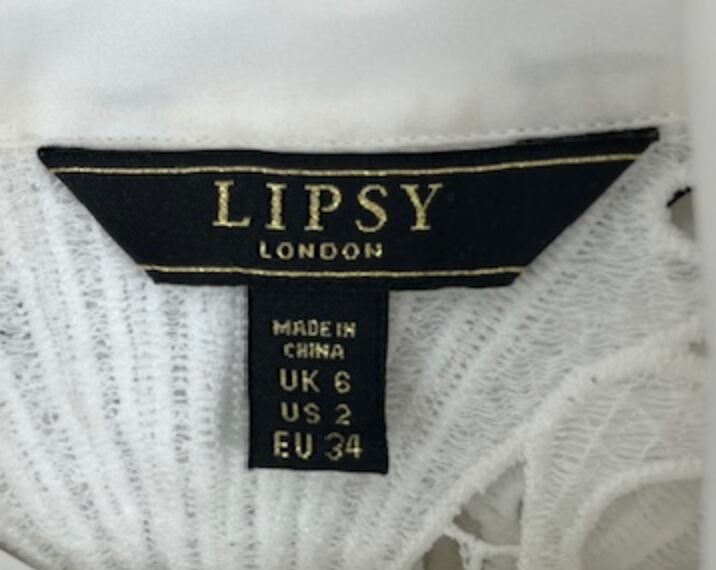 LIPSY
LONDON
MADE IN
CHINA
UK 6
US 2
EU 34